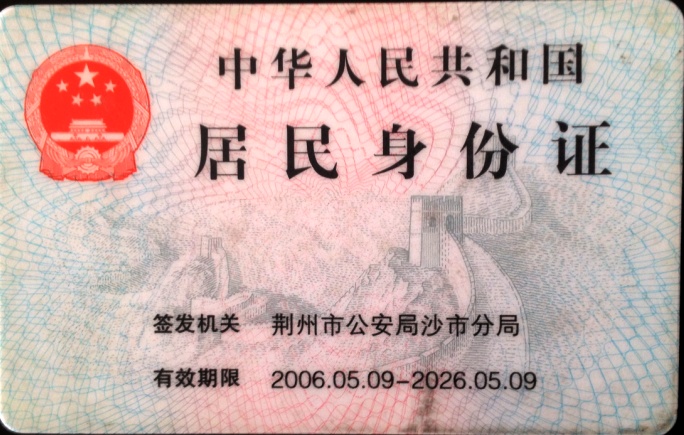 中华人民共和国
居民身份证
签发机关 荆州市公安局沙市分局
有效期限 2006.05.09-2026.05.09